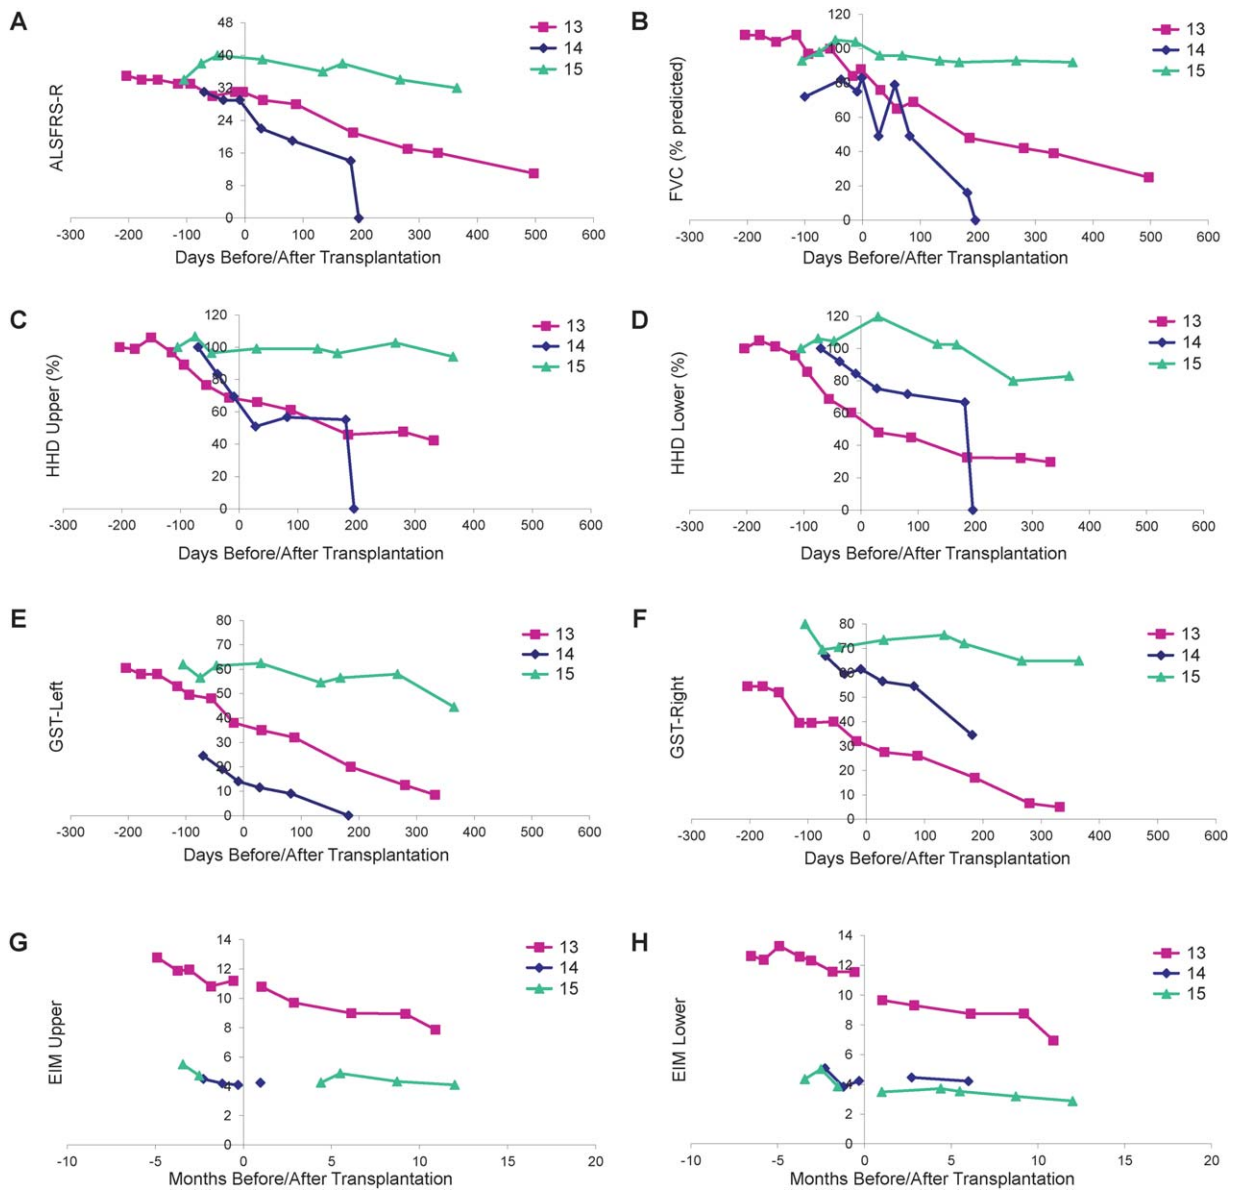 A
B
48
40
32
24
16
8
0
ALSFRS-R
13
14
15
-300 -200 -100 0 100 200 300 400 500 600
Days Before/After Transplantation
120
100
80
60
40
20
0
FVC (% predicted)
13
14
15
-300 -200 -100 0 100 200 300 400 500 600
Days Before/After Transplantation
C
D
120
100
80
60
40
20
0
HHD Upper (%)
13
14
15
-300 -200 -100 0 100 200 300 400 500 600
Days Before/After Transplantation
120
100
80
60
40
20
0
HHD Lower (%)
13
14
15
-300 -200 -100 0 100 200 300 400 500 600
Days Before/After Transplantation
E
F
80
70
60
50
40
30
20
10
0
GST-Left
13
14
15
-300 -200 -100 0 100 200 300 400 500 600
Days Before/After Transplantation
80
70
60
50
40
30
20
10
0
GST-Right
13
14
15
-300 -200 -100 0 100 200 300 400 500 600
Days Before/After Transplantation
G
H
14
12
10
8
6
4
2
0
EIM Upper
13
14
15
-10 -5 0 5 10 15 20
Months Before/After Transplantation
14
12
10
8
6
4
2
0
EIM Lower
13
14
15
-10 -5 0 5 10 15 20
Months Before/After Transplantation